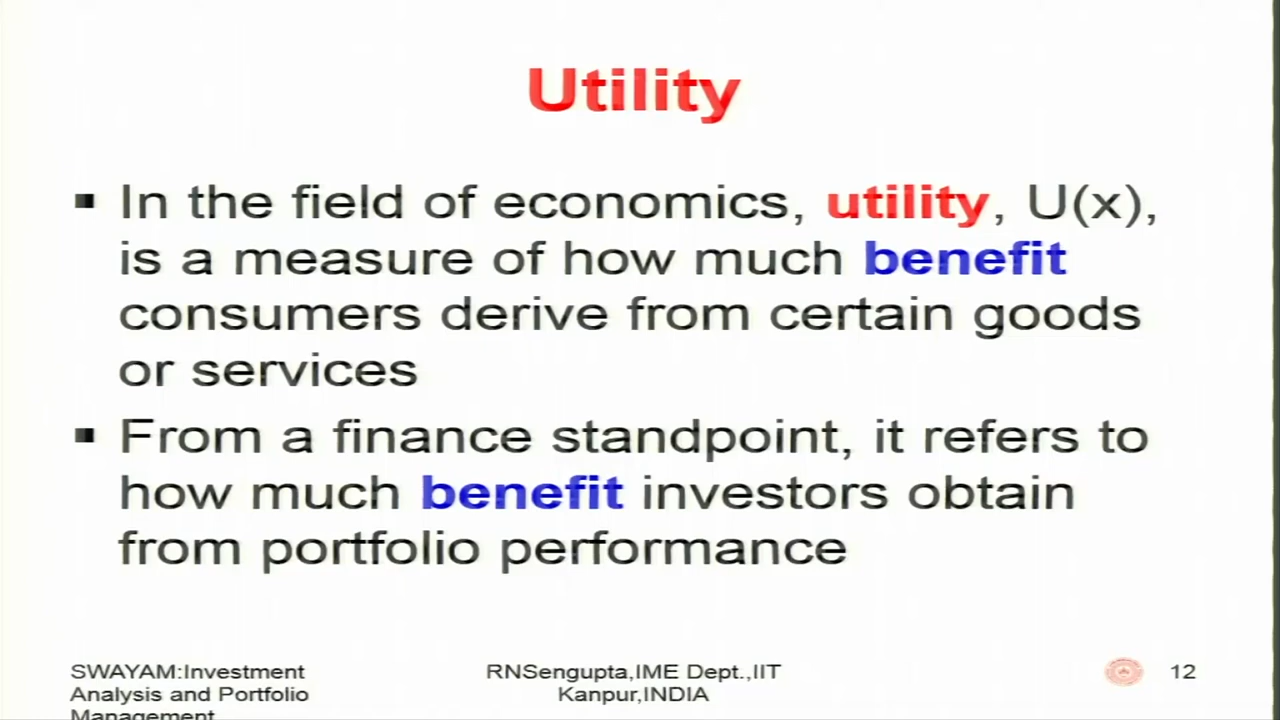 Utility
▪ In the field of economics, utility, U(x),
is a measure of how much benefit
consumers derive from certain goods
or services
▪ From a finance standpoint, it refers to
how much benefit investors obtain
from portfolio performance
SWAYAM:Investment
Analysis and Portfolio
Management
RNSengupta,IME Dept.,IIT
Kanpur,INDIA
12